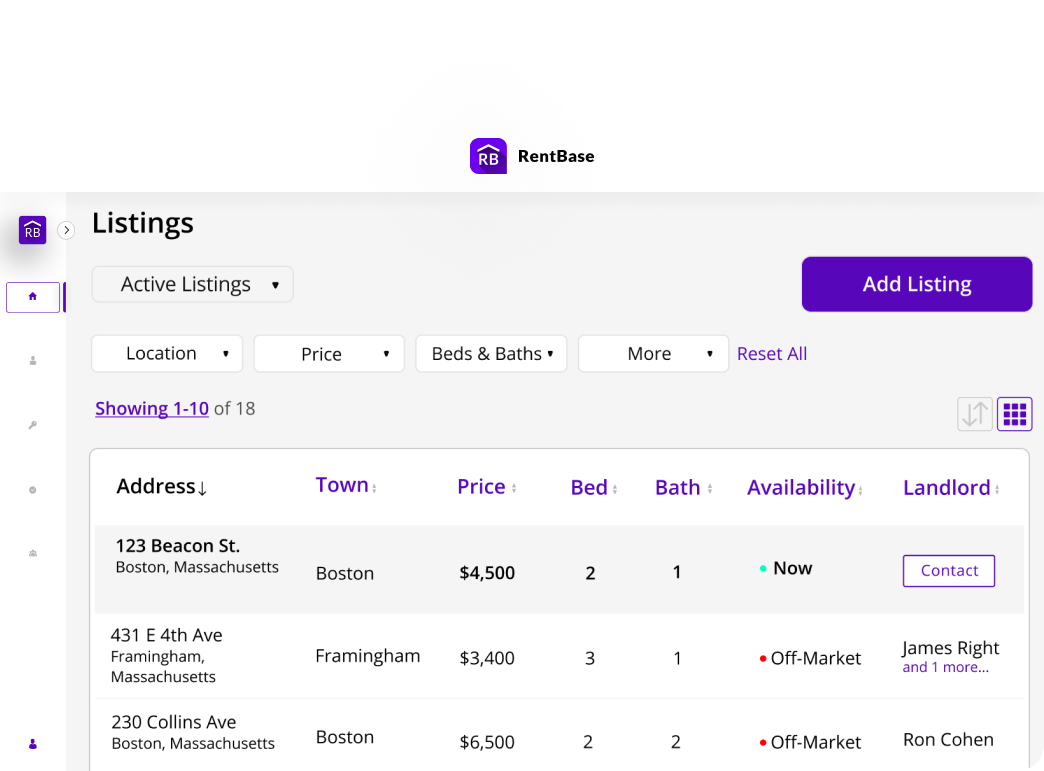 RB RentBase
RB
Listings
Active Listings
Add Listing
Location
Price
Beds & Baths
More
Reset All
Showing 1-10 of 18
Address↓ Town Price Bed Bath Availability Landlord
123 Beacon St.
Boston, Massachusetts
Boston $4,500 2 1 Now Contact
431 E 4th Ave
Framingham,
Massachusetts
Framingham $3,400 3 1 Off-Market James Right
and 1 more...
230 Collins Ave
Boston, Massachusetts
Boston $6,500 2 2 Off-Market Ron Cohen